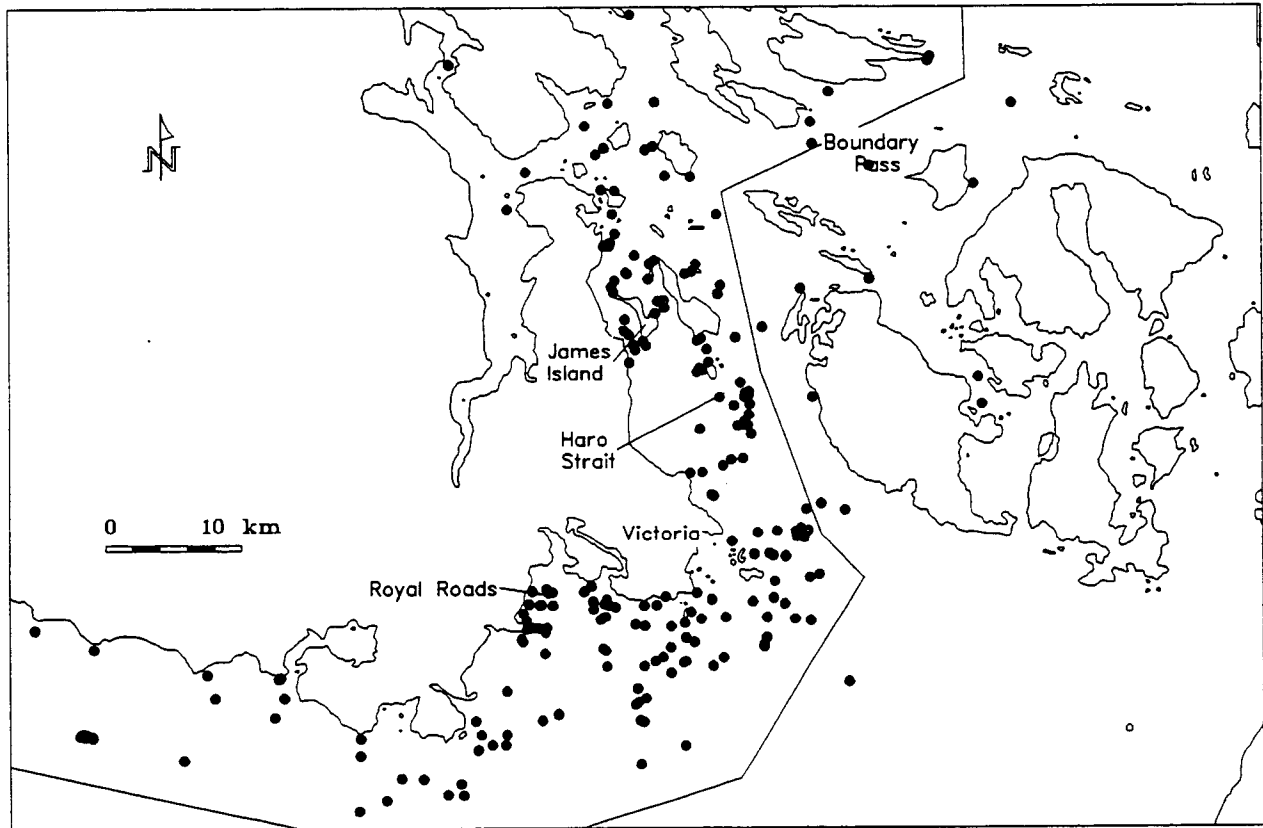 N
Boundary
Pass
James
Island
Haro
Strait
0 10 km
Victoria
Royal Roads